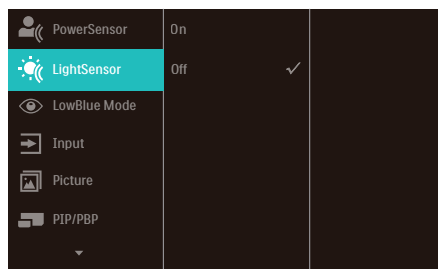 PowerSensor
On
LightSensor
Off
LowBlue Mode
Input
Picture
PIP/PBP